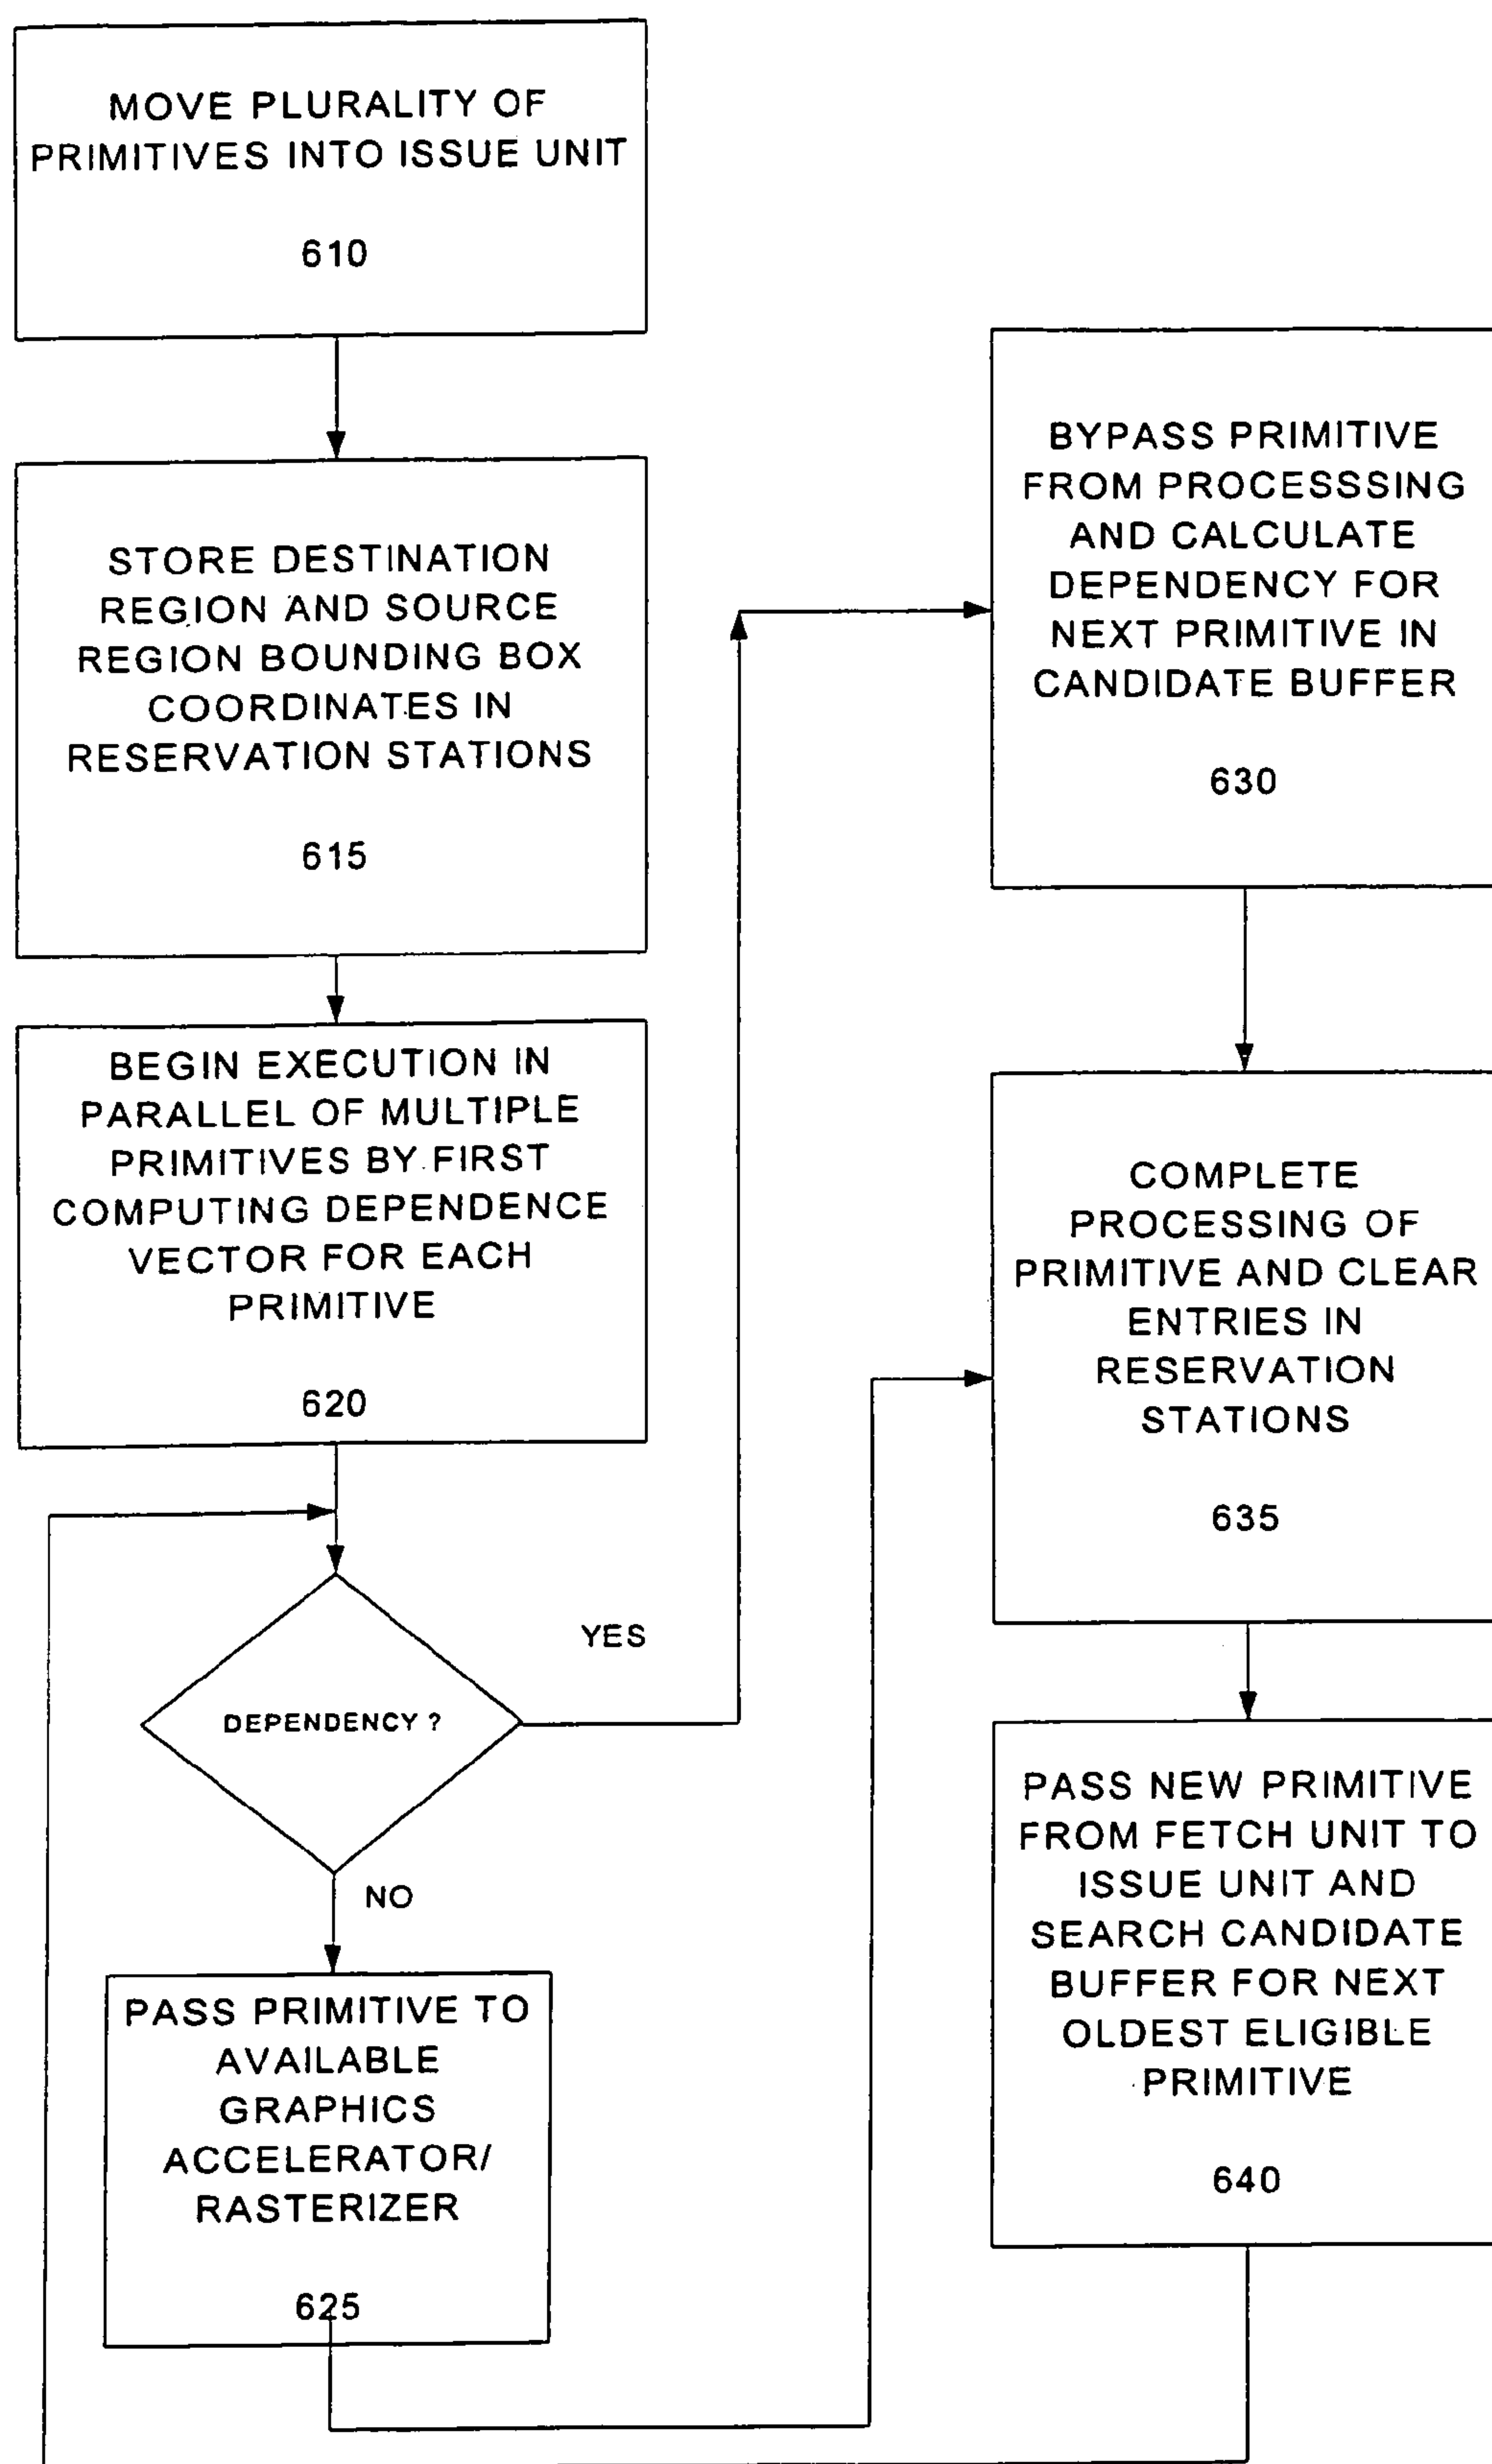 MOVE PLURALITY OF
PRIMITIVES INTO ISSUE UNIT
610
STORE DESTINATION
REGION AND SOURCE
REGION BOUNDING BOX
COORDINATES IN
RESERVATION STATIONS
615
BEGIN EXECUTION IN
PARALLEL OF MULTIPLE
PRIMITIVES BY FIRST
COMPUTING DEPENDENCE
VECTOR FOR EACH
PRIMITIVE
620
DEPENDENCY ?
YES
NO
PASS PRIMITIVE TO
AVAILABLE
GRAPHICS
ACCELERATOR/
RASTERIZER
625
BYPASS PRIMITIVE
FROM PROCESSSING
AND CALCULATE
DEPENDENCY FOR
NEXT PRIMITIVE IN
CANDIDATE BUFFER
630
COMPLETE
PROCESSING OF
PRIMITIVE AND CLEAR
ENTRIES IN
RESERVATION
STATIONS
635
PASS NEW PRIMITIVE
FROM FETCH UNIT TO
ISSUE UNIT AND
SEARCH CANDIDATE
BUFFER FOR NEXT
OLDEST ELIGIBLE
PRIMITIVE
640